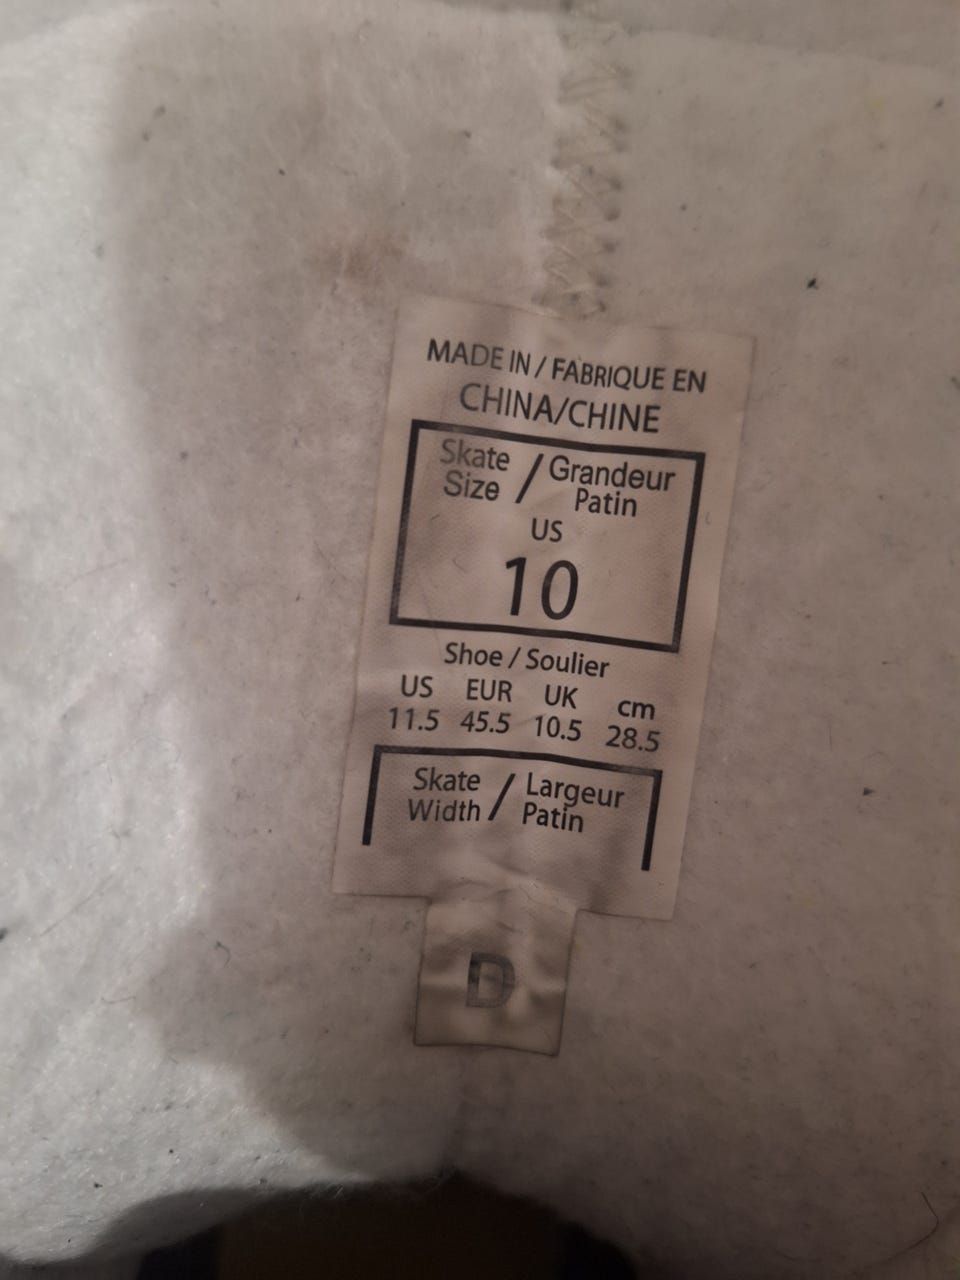 MADE IN / FABRIQUE EN
CHINA/CHINE
Skate Size / Grandeur Patin
US
10
Shoe / Soulier
US EUR UK cm
11.5 45.5 10.5 28.5
Skate Width / Largeur Patin
D